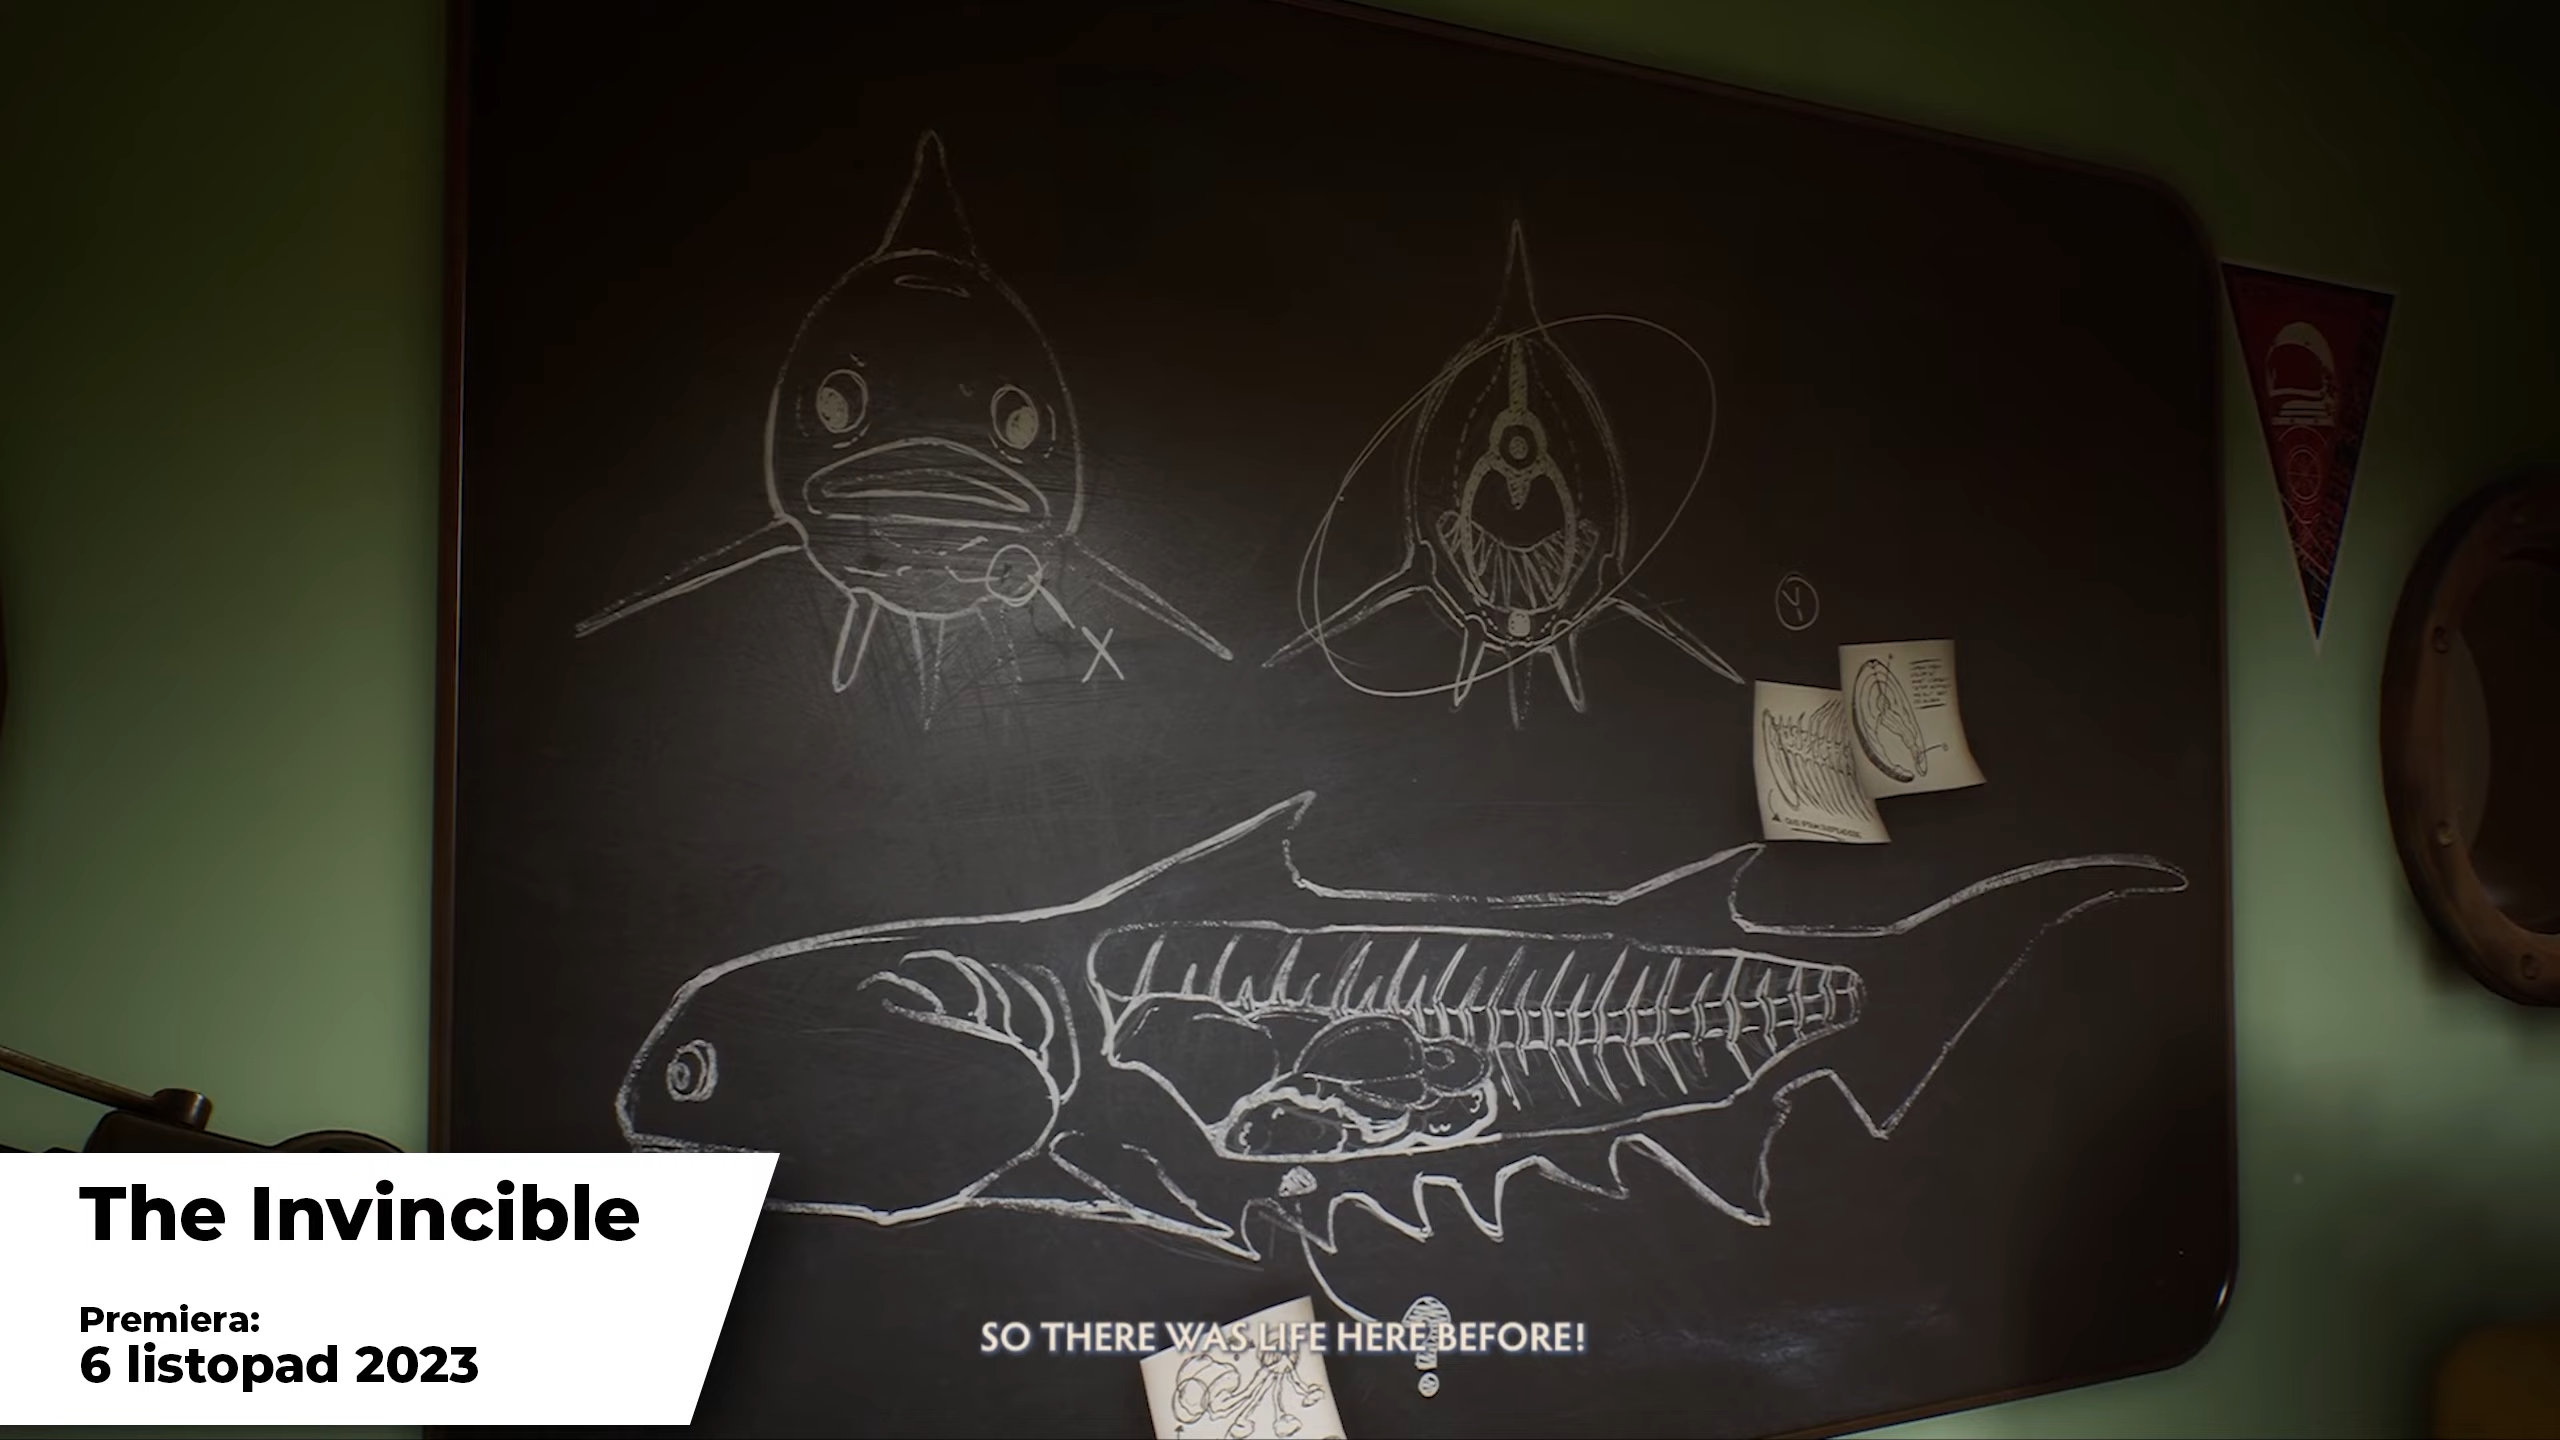 X
Y
SO THERE WAS LIFE HERE BEFORE!
The Invincible
Premiera:
6 listopad 2023